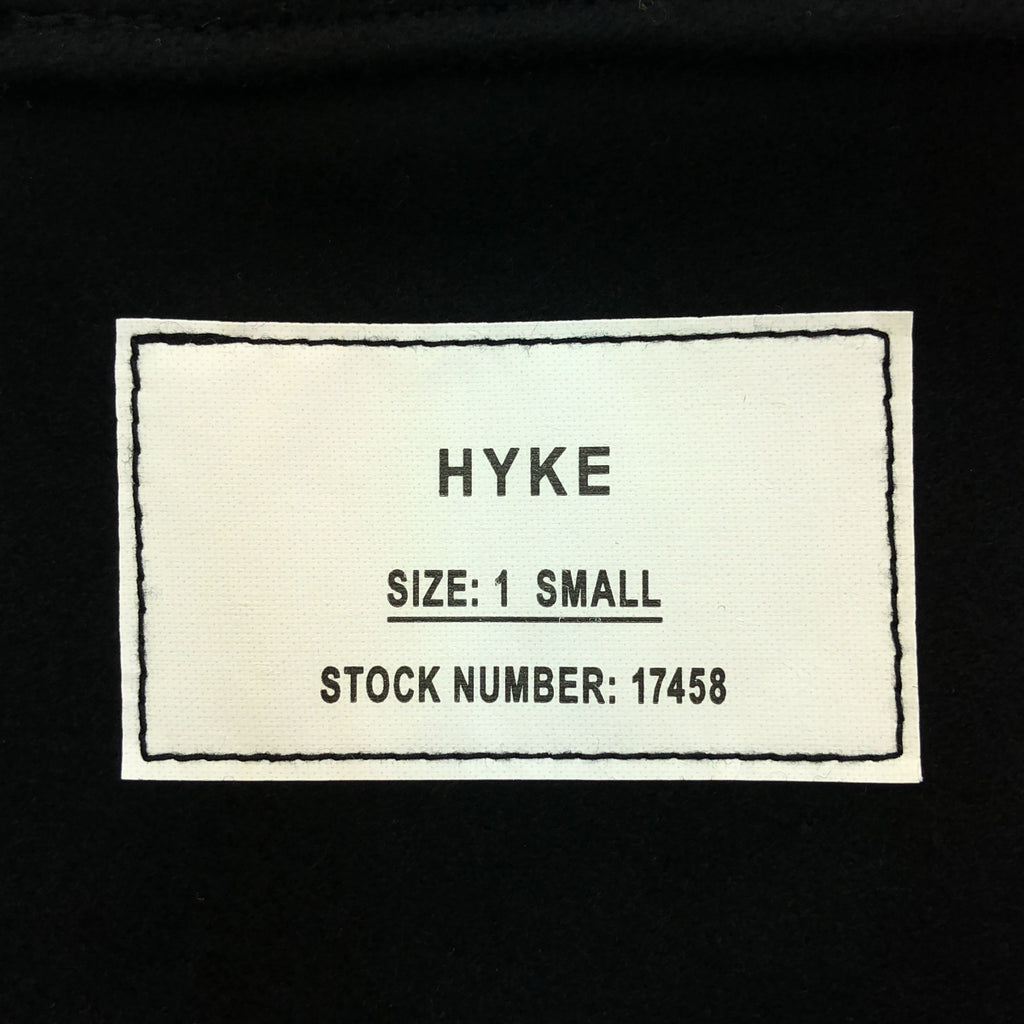 HYKE
SIZE: 1 SMALL
STOCK NUMBER: 17458